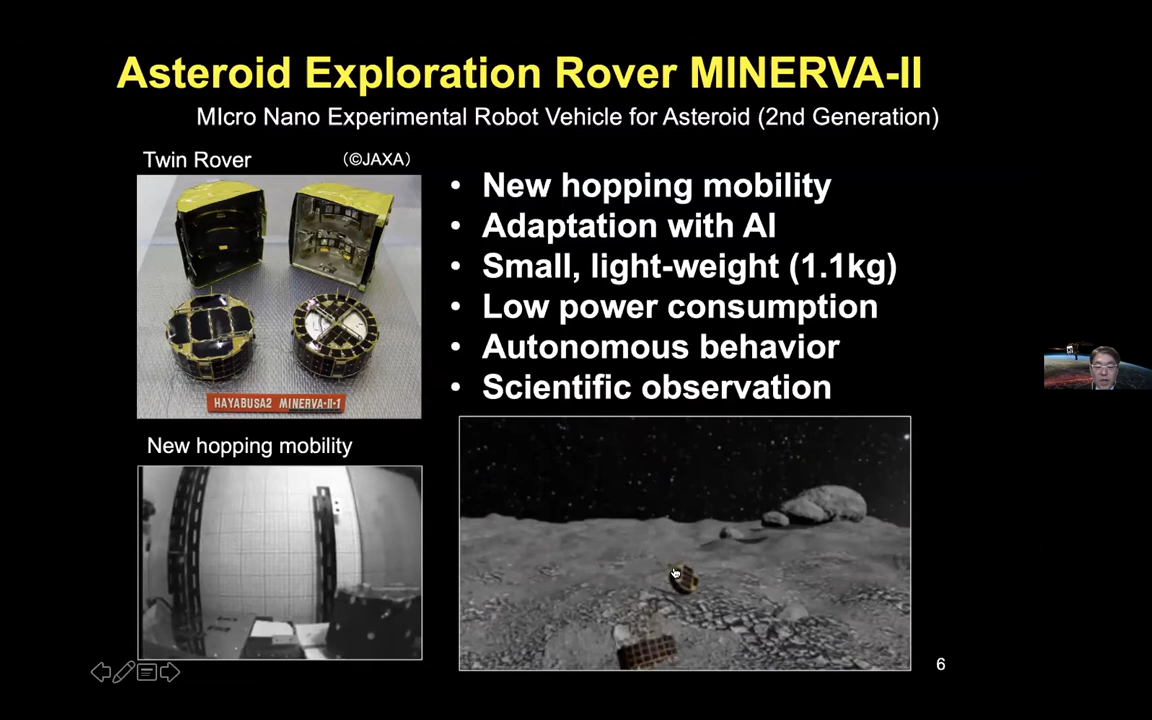 Asteroid Exploration Rover MINERVA-II
MIcro Nano Experimental Robot Vehicle for Asteroid (2nd Generation)
Twin Rover
(©JAXA)
HAYABUSA2 MINERVA-II-1
• New hopping mobility
• Adaptation with AI
• Small, light-weight (1.1kg)
• Low power consumption
• Autonomous behavior
• Scientific observation
New hopping mobility
6